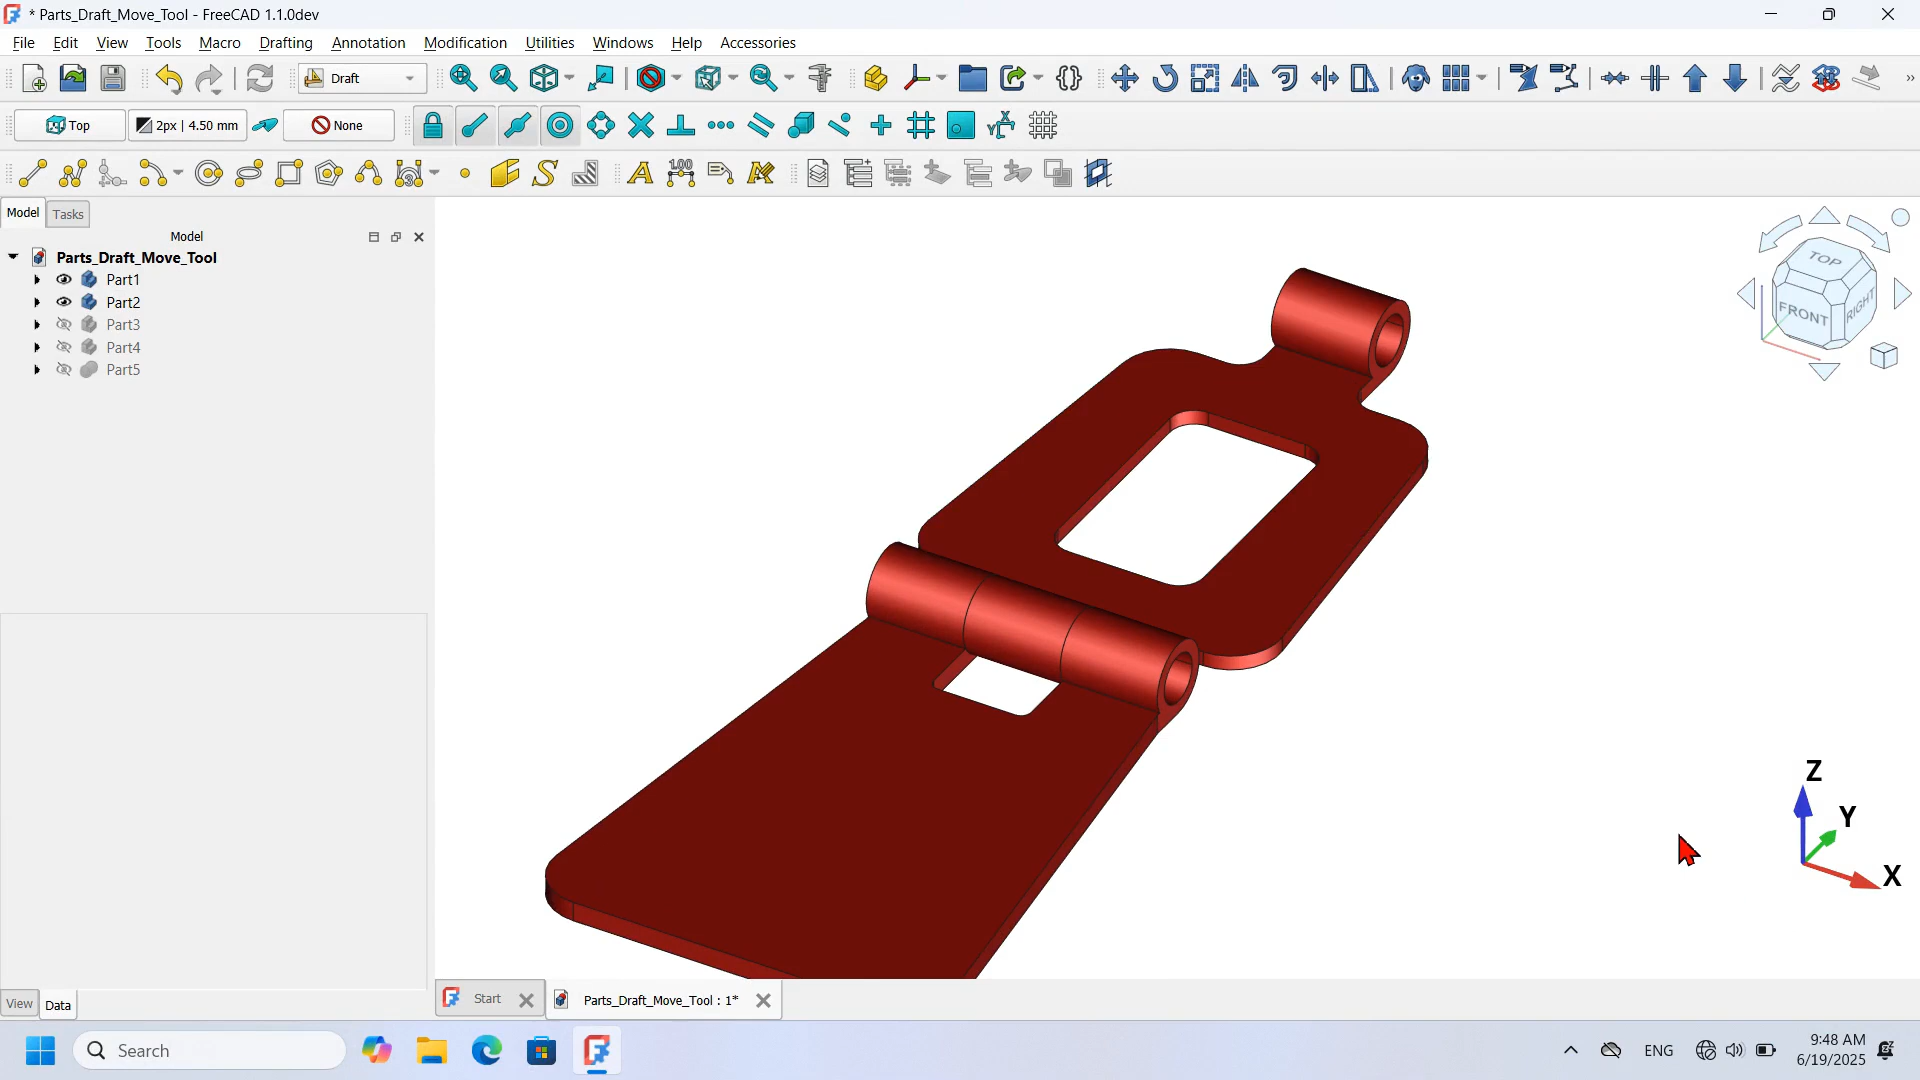 * Parts_Draft_Move_Tool - FreeCAD 1.1.0dev
File Edit View Tools Macro Drafting Annotation Modification Utilities Windows Help Accessories
Draft
»
Top 2px | 4.50 mm None
Model Tasks
Model
Parts_Draft_Move_Tool
Part1
Part2
Part3
Part4
Part5
TOP
FRONT RIGHT
Z
Y
X
View Data
Start Parts_Draft_Move_Tool : 1*
Search
ENG
9:48 AM
6/19/2025